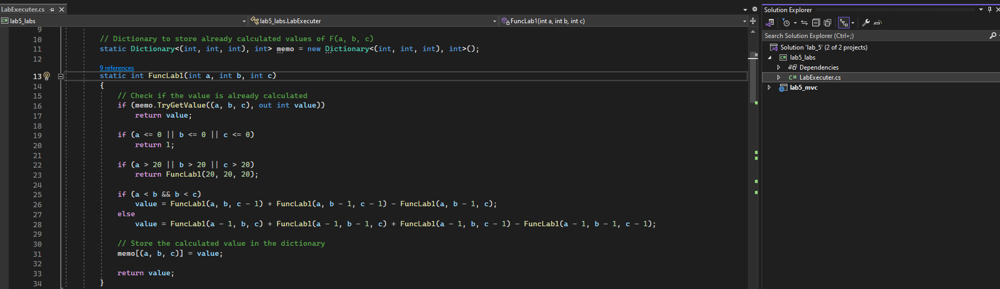 LabExecuter.cs
lab5_labs
lab5_labs.LabExecuter
FuncLab1(int a, int b, int c)
9
10 // Dictionary to store already calculated values of F(a, b, c)
11 static Dictionary<(int, int, int), int> memo = new Dictionary<(int, int, int), int>();
12
9 references
13 static int FuncLab1(int a, int b, int c)
14 {
15 // Check if the value is already calculated
16 if (memo.TryGetValue((a, b, c), out int value))
17 return value;
18
19 if (a <= 0 || b <= 0 || c <= 0)
20 return 1;
21
22 if (a > 20 || b > 20 || c > 20)
23 return FuncLab1(20, 20, 20);
24
25 if (a < b && b < c)
26 value = FuncLab1(a, b, c - 1) + FuncLab1(a, b - 1, c - 1) - FuncLab1(a, b - 1, c);
27 else
28 value = FuncLab1(a - 1, b, c) + FuncLab1(a - 1, b - 1, c) + FuncLab1(a - 1, b, c - 1) - FuncLab1(a - 1, b - 1, c - 1);
29
30 // Store the calculated value in the dictionary
31 memo[(a, b, c)] = value;
32
33 return value;
34 }
Solution Explorer
Search Solution Explorer (Ctrl+;)
Solution 'lab_5' (2 of 2 projects)
C# lab5_labs
Dependencies
C# LabExecuter.cs
lab5_mvc